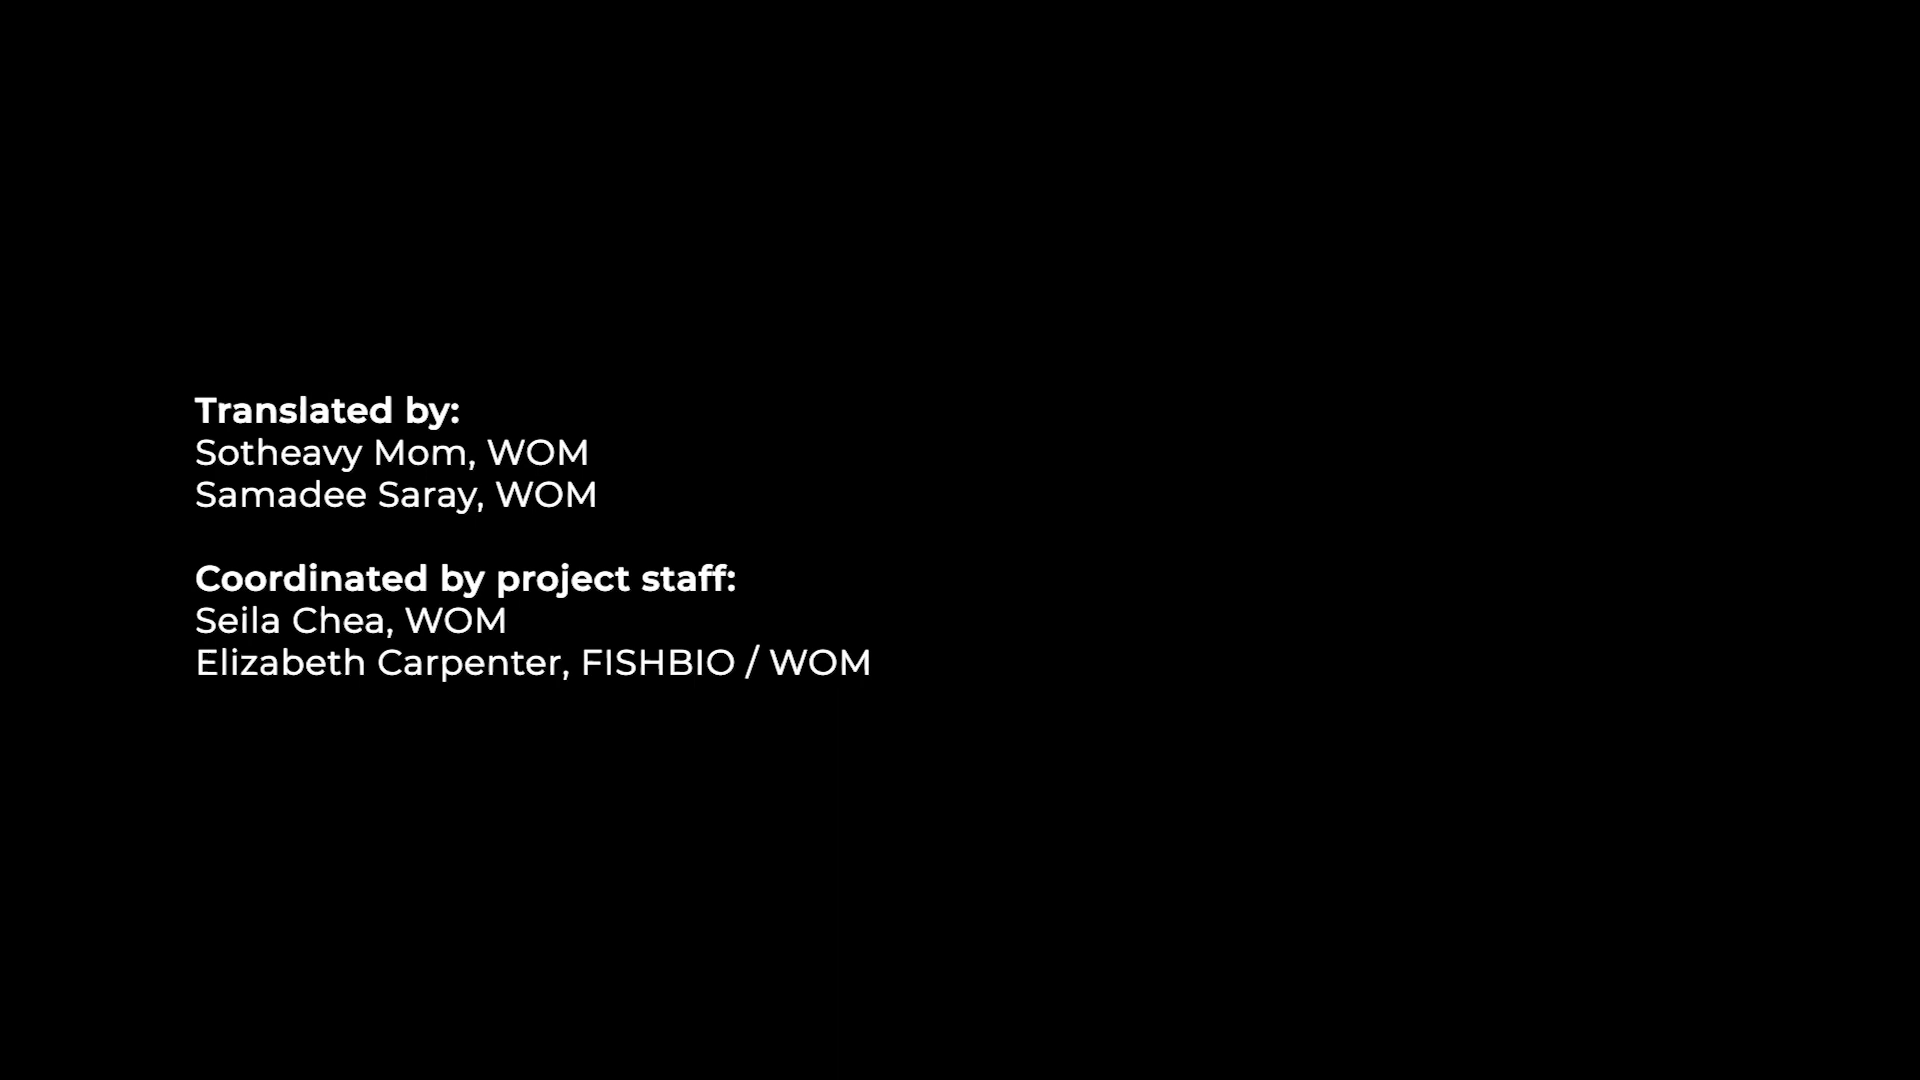 Translated by:
Sotheavy Mom, WOM
Samadee Saray, WOM
Coordinated by project staff:
Seila Chea, WOM
Elizabeth Carpenter, FISHBIO / WOM